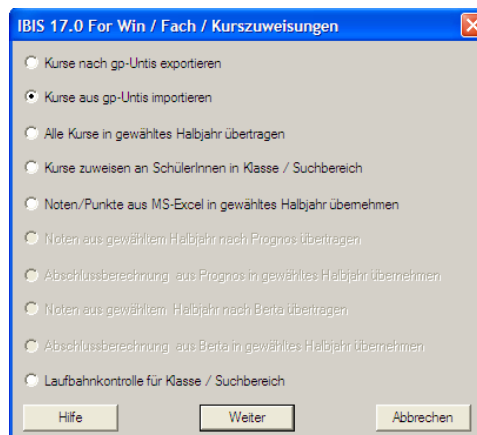 IBIS 17.0 For Win / Fach / Kurszuweisungen
Kurse nach gp-Untis exportieren
Kurse aus gp-Untis importieren
Alle Kurse in gewähltes Halbjahr übertragen
Kurse zuweisen an SchülerInnen in Klasse / Suchbereich
Noten/Punkte aus MS-Excel in gewähltes Halbjahr übernehmen
Noten aus gewähltem Halbjahr nach Prognos übertragen
Abschlussberechnung aus Prognos in gewähltes Halbjahr übernehmen
Noten aus gewähltem Halbjahr nach Berta übertragen
Abschlussberechnung aus Berta in gewähltes Halbjahr übernehmen
Laufbahnkontrolle für Klasse / Suchbereich
Hilfe Weiter Abbrechen